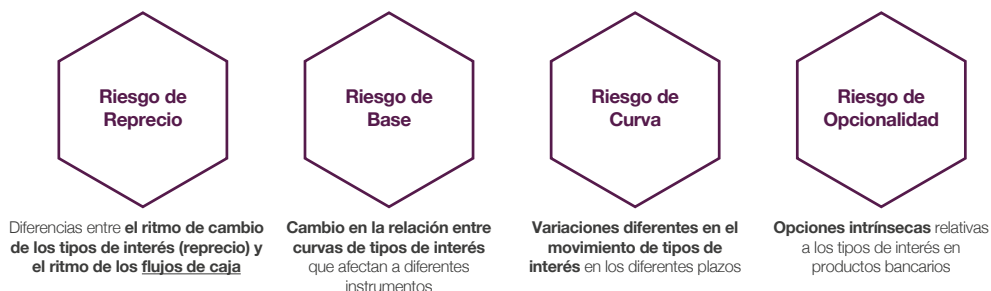 Riesgo de
Reprecio
Riesgo de
Base
Riesgo de
Curva
Riesgo de
Opcionalidad
Diferencias entre el ritmo de cambio
de los tipos de interés (reprecio) y
el ritmo de los flujos de caja
Cambio en la relación entre
curvas de tipos de interés
que afectan a diferentes
instrumentos
Variaciones diferentes en el
movimiento de tipos de
interés en los diferentes plazos
Opciones intrínsecas relativas
a los tipos de interés en
productos bancarios